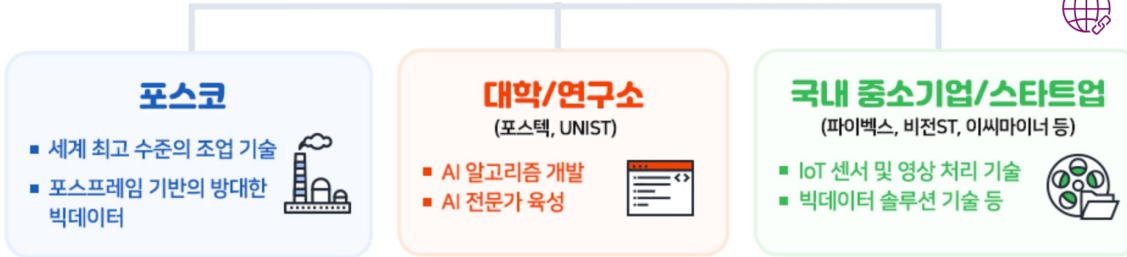 포스코
■ 세계 최고 수준의 조업 기술
■ 포스프레임 기반의 방대한
빅데이터
대학/연구소
(포스텍, UNIST)
■ AI 알고리즘 개발
■ AI 전문가 육성
국내 중소기업/스타트업
(파이벡스, 비전ST, 이씨마이너 등)
■ IoT 센서 및 영상 처리 기술
■ 빅데이터 솔루션 기술 등